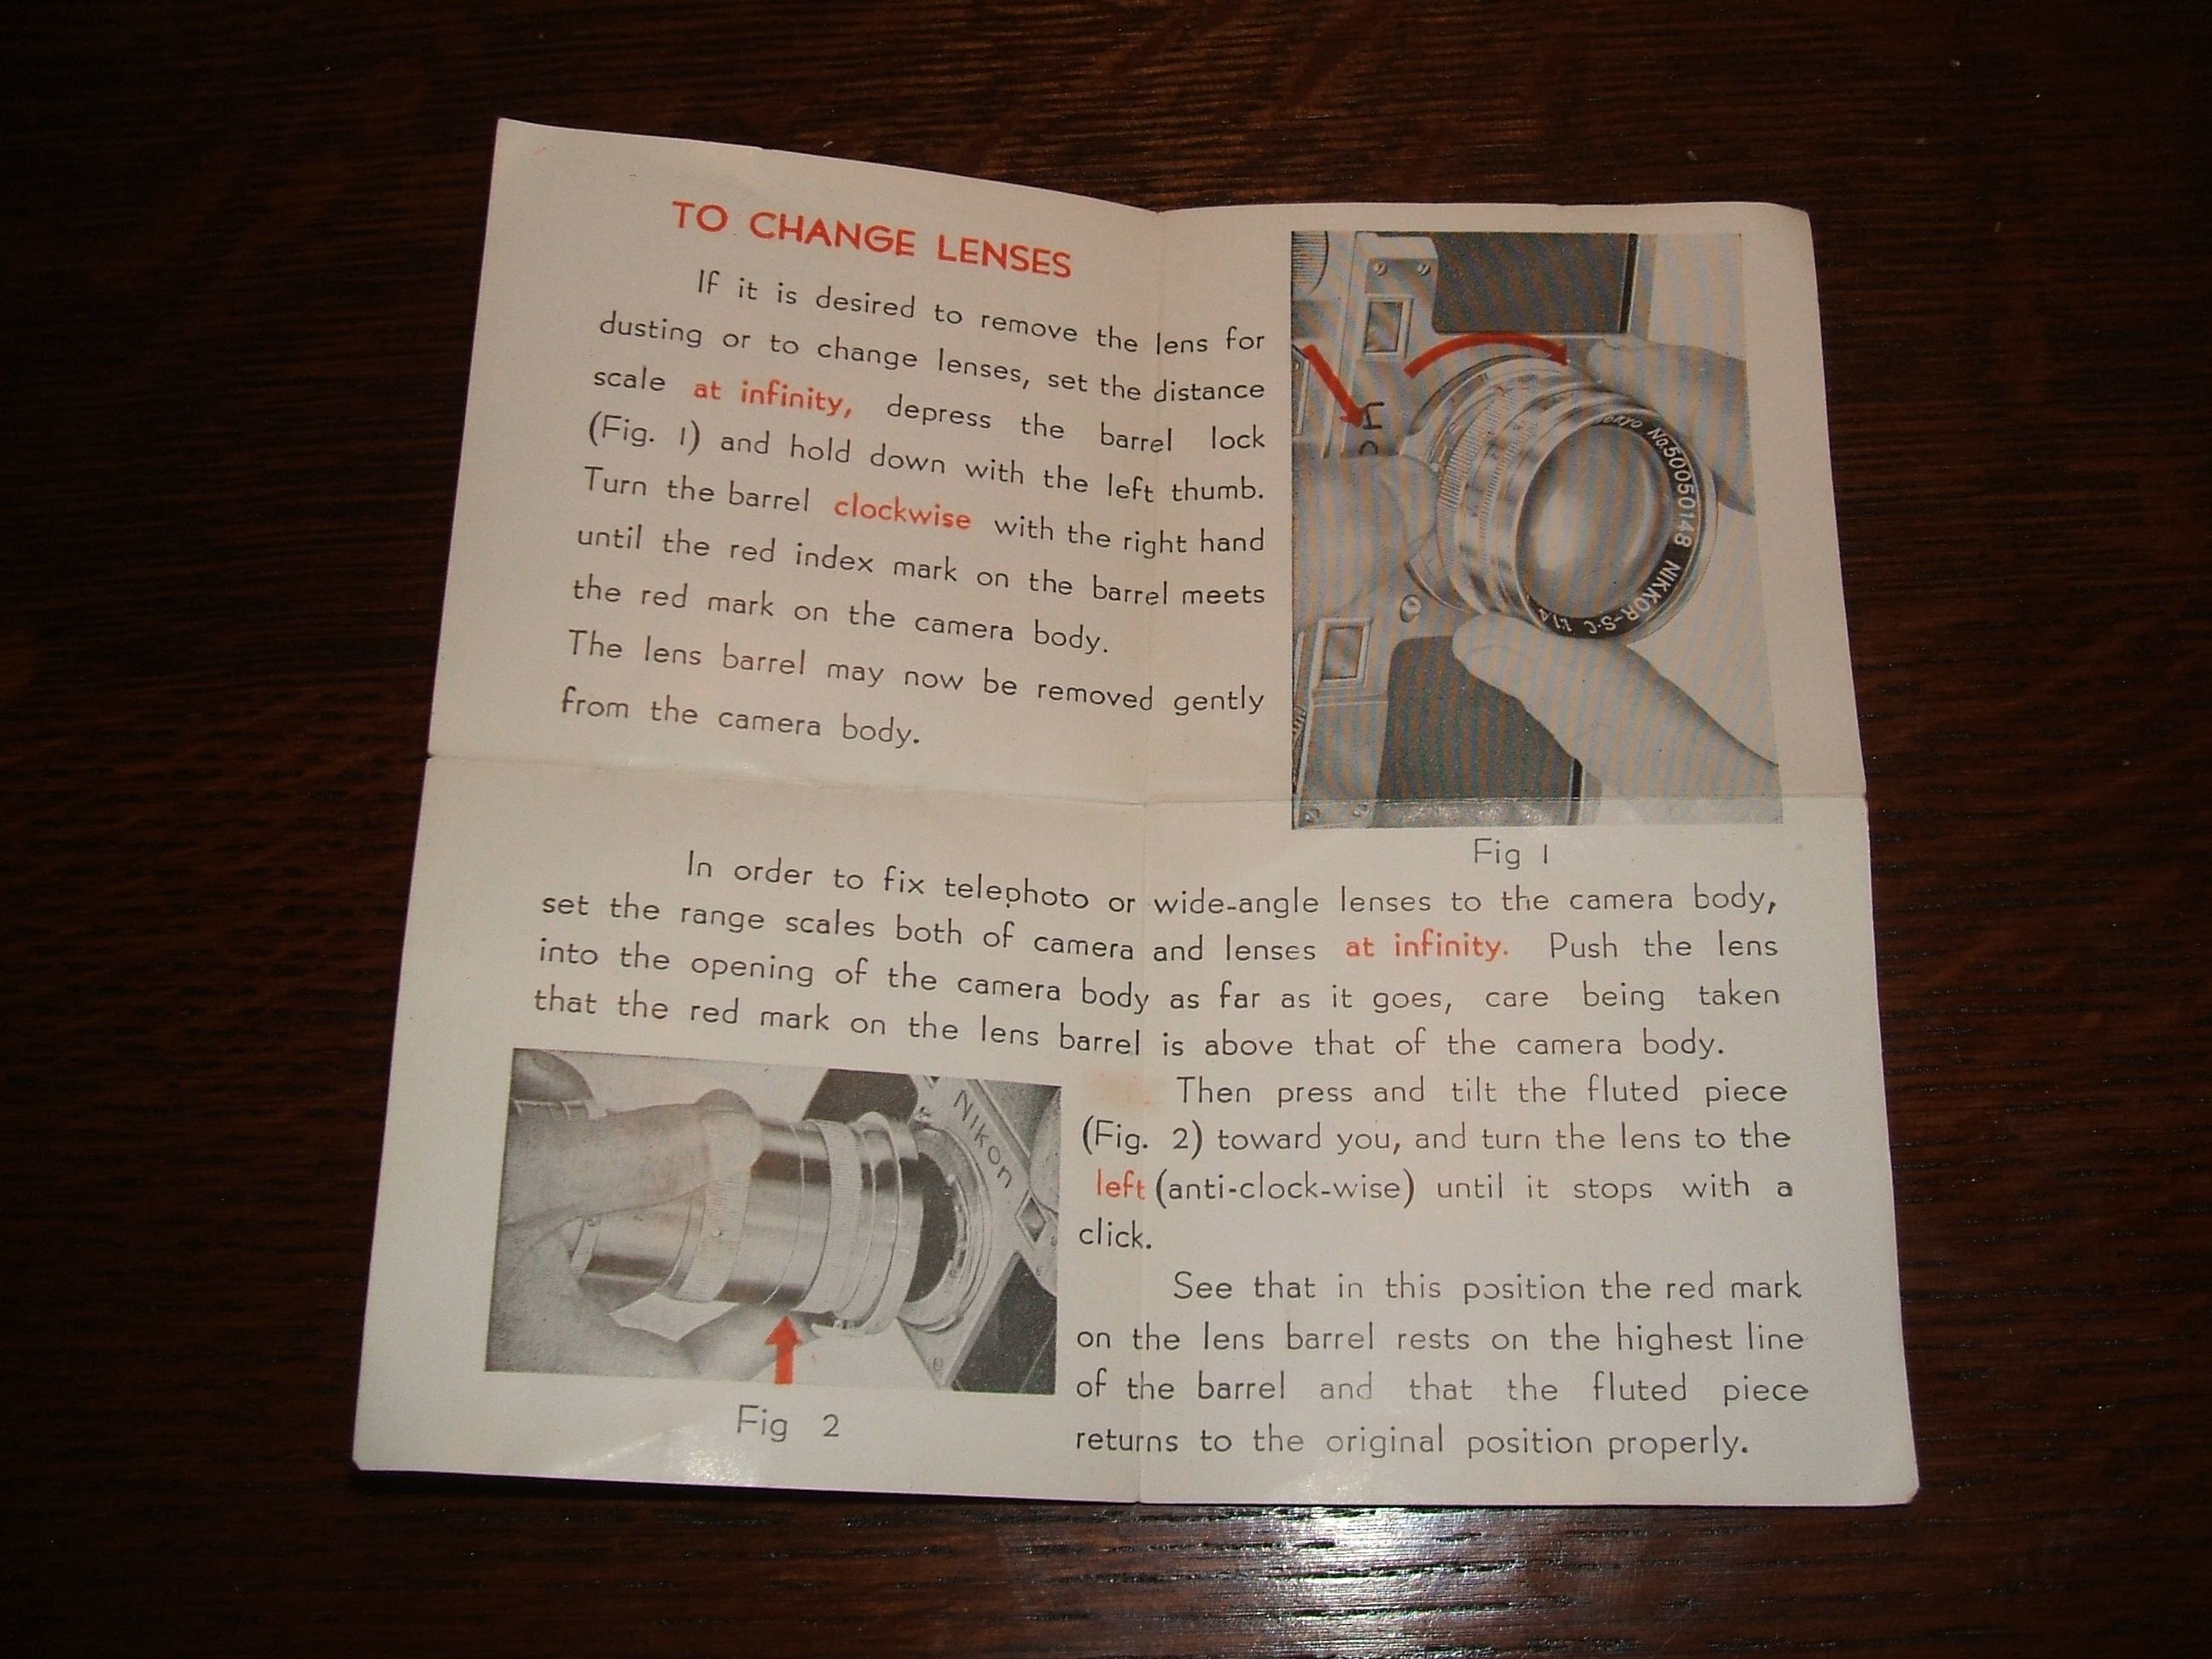 TO CHANGE LENSES
If it is desired to remove the lens for
dusting or to change lenses, set the distance
scale at infinity, depress the barrel lock
(Fig. 1) and hold down with the left thumb.
Turn the barrel clockwise with the right hand
until the red index mark on the barrel meets
the red mark on the camera body.
The lens barrel may now be removed gently
from the camera body.
No.50050148 NIKKOR-S·C 1:1.4
Fig 1
In order to fix telephoto or wide-angle lenses to the camera body,
set the range scales both of camera and lenses at infinity. Push the lens
into the opening of the camera body as far as it goes, care being taken
that the red mark on the lens barrel is above that of the camera body.
Nikon
Fig 2
Then press and tilt the fluted piece
(Fig. 2) toward you, and turn the lens to the
left (anti-clock-wise) until it stops with a
click.
See that in this position the red mark
on the lens barrel rests on the highest line
of the barrel and that the fluted piece
returns to the original position properly.